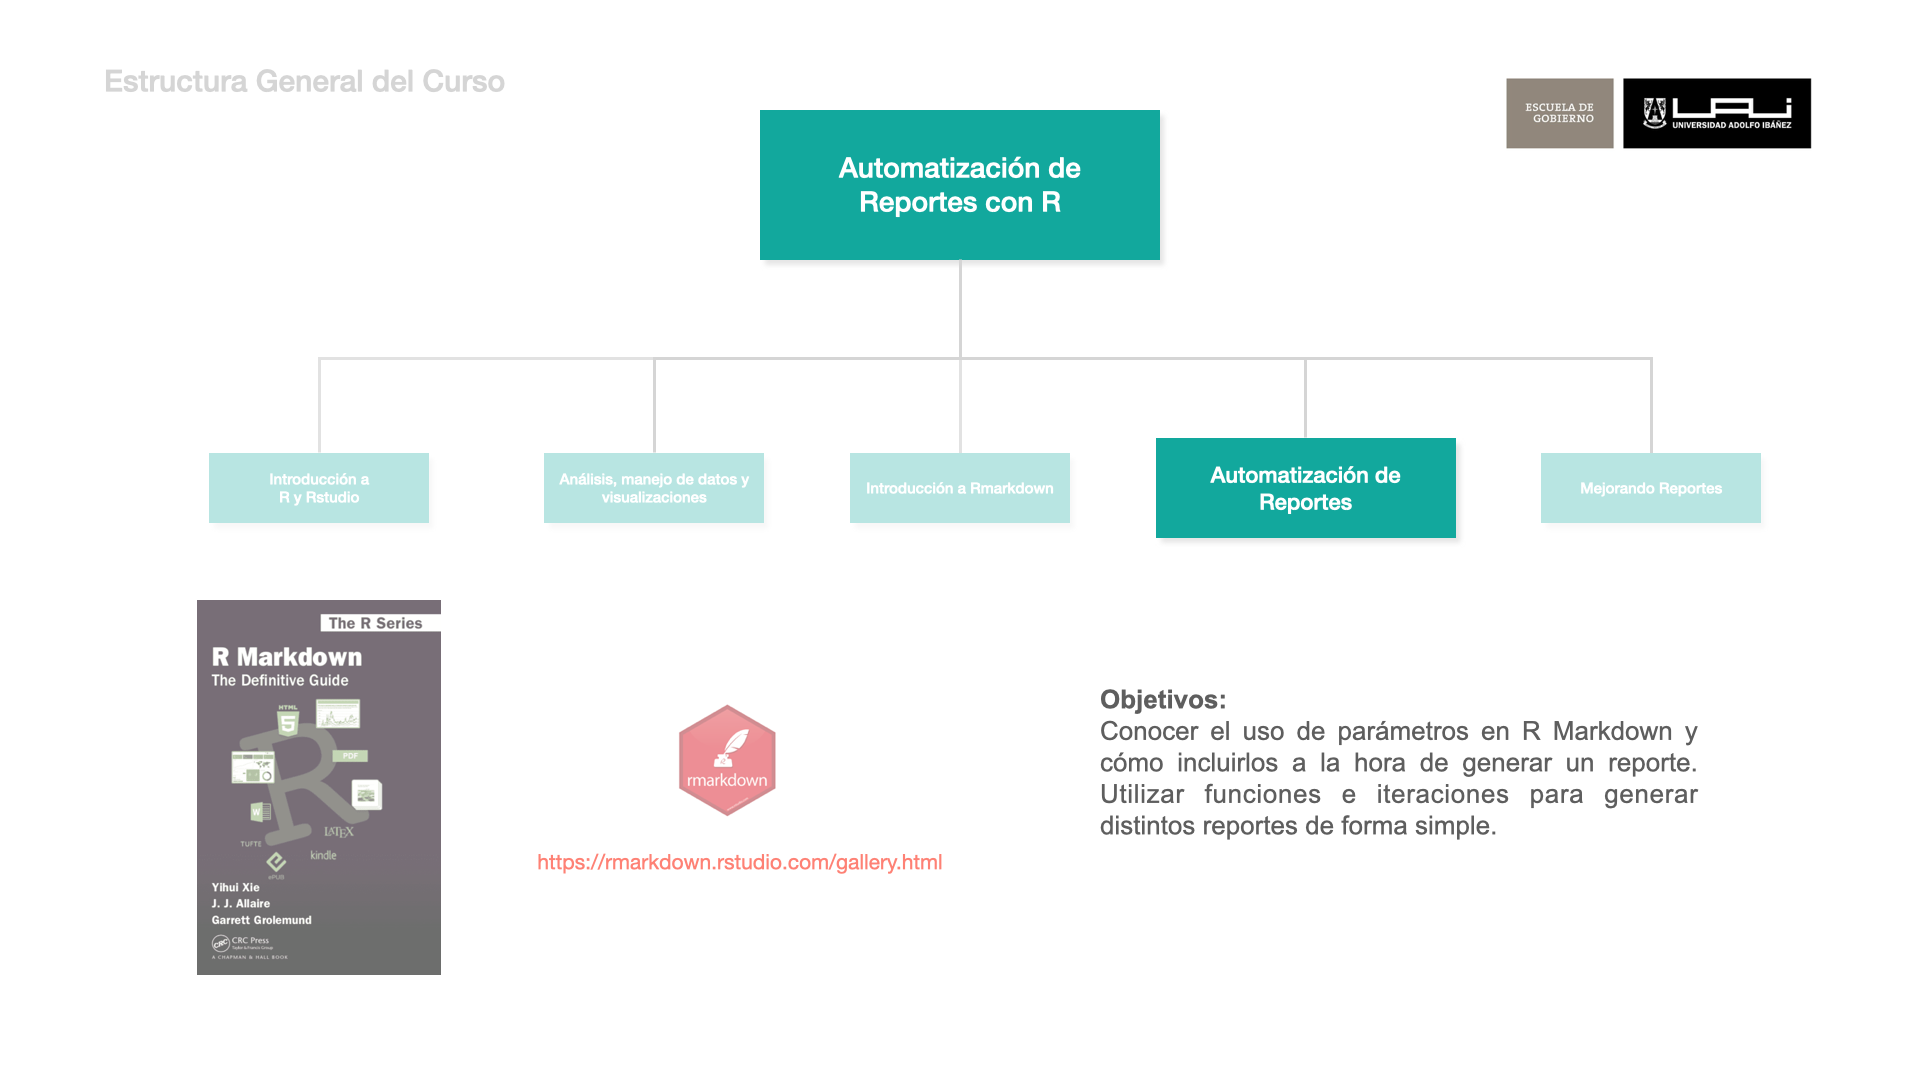 Estructura General del Curso
ESCUELA DE
GOBIERNO
UAI
UNIVERSIDAD ADOLFO IBÁÑEZ
Automatización de
Reportes con R
Introducción a
R y Rstudio
Análisis, manejo de datos y
visualizaciones
Introducción a Rmarkdown
Automatización de
Reportes
Mejorando Reportes
The R Series
R Markdown
The Definitive Guide
HTML
5
PDF
W
TUFTE
LATEX
kindle
ePUB
Yihui Xie
J. J. Allaire
Garrett Grolemund
CRC
CRC Press
Taylor & Francis Group
A CHAPMAN & HALL BOOK
rmarkdown
https://rmarkdown.rstudio.com/gallery.html
Objetivos:
Conocer el uso de parámetros en R Markdown y
cómo incluirlos a la hora de generar un reporte.
Utilizar funciones e iteraciones para generar
distintos reportes de forma simple.